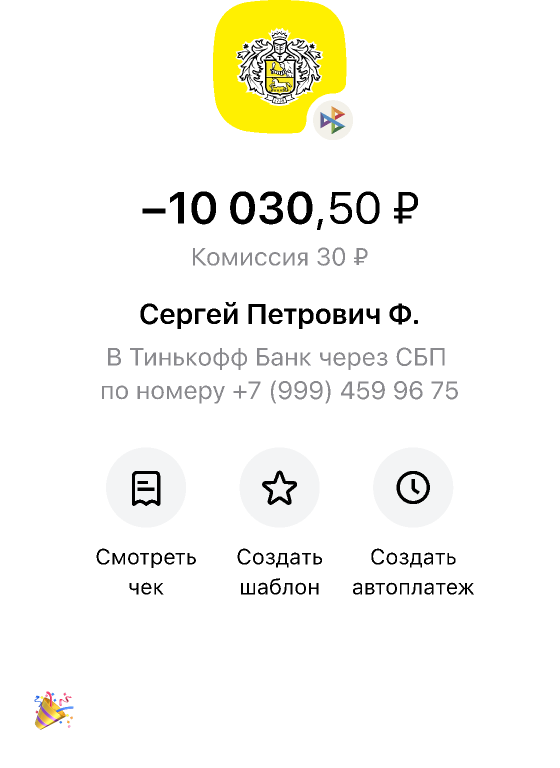 −10 030,50 ₽
Комиссия 30 ₽
Сергей Петрович Ф.
В Тинькофф Банк через СБП
по номеру +7 (999) 459 96 75
Смотреть Создать Создать
чек шаблон автоплатеж